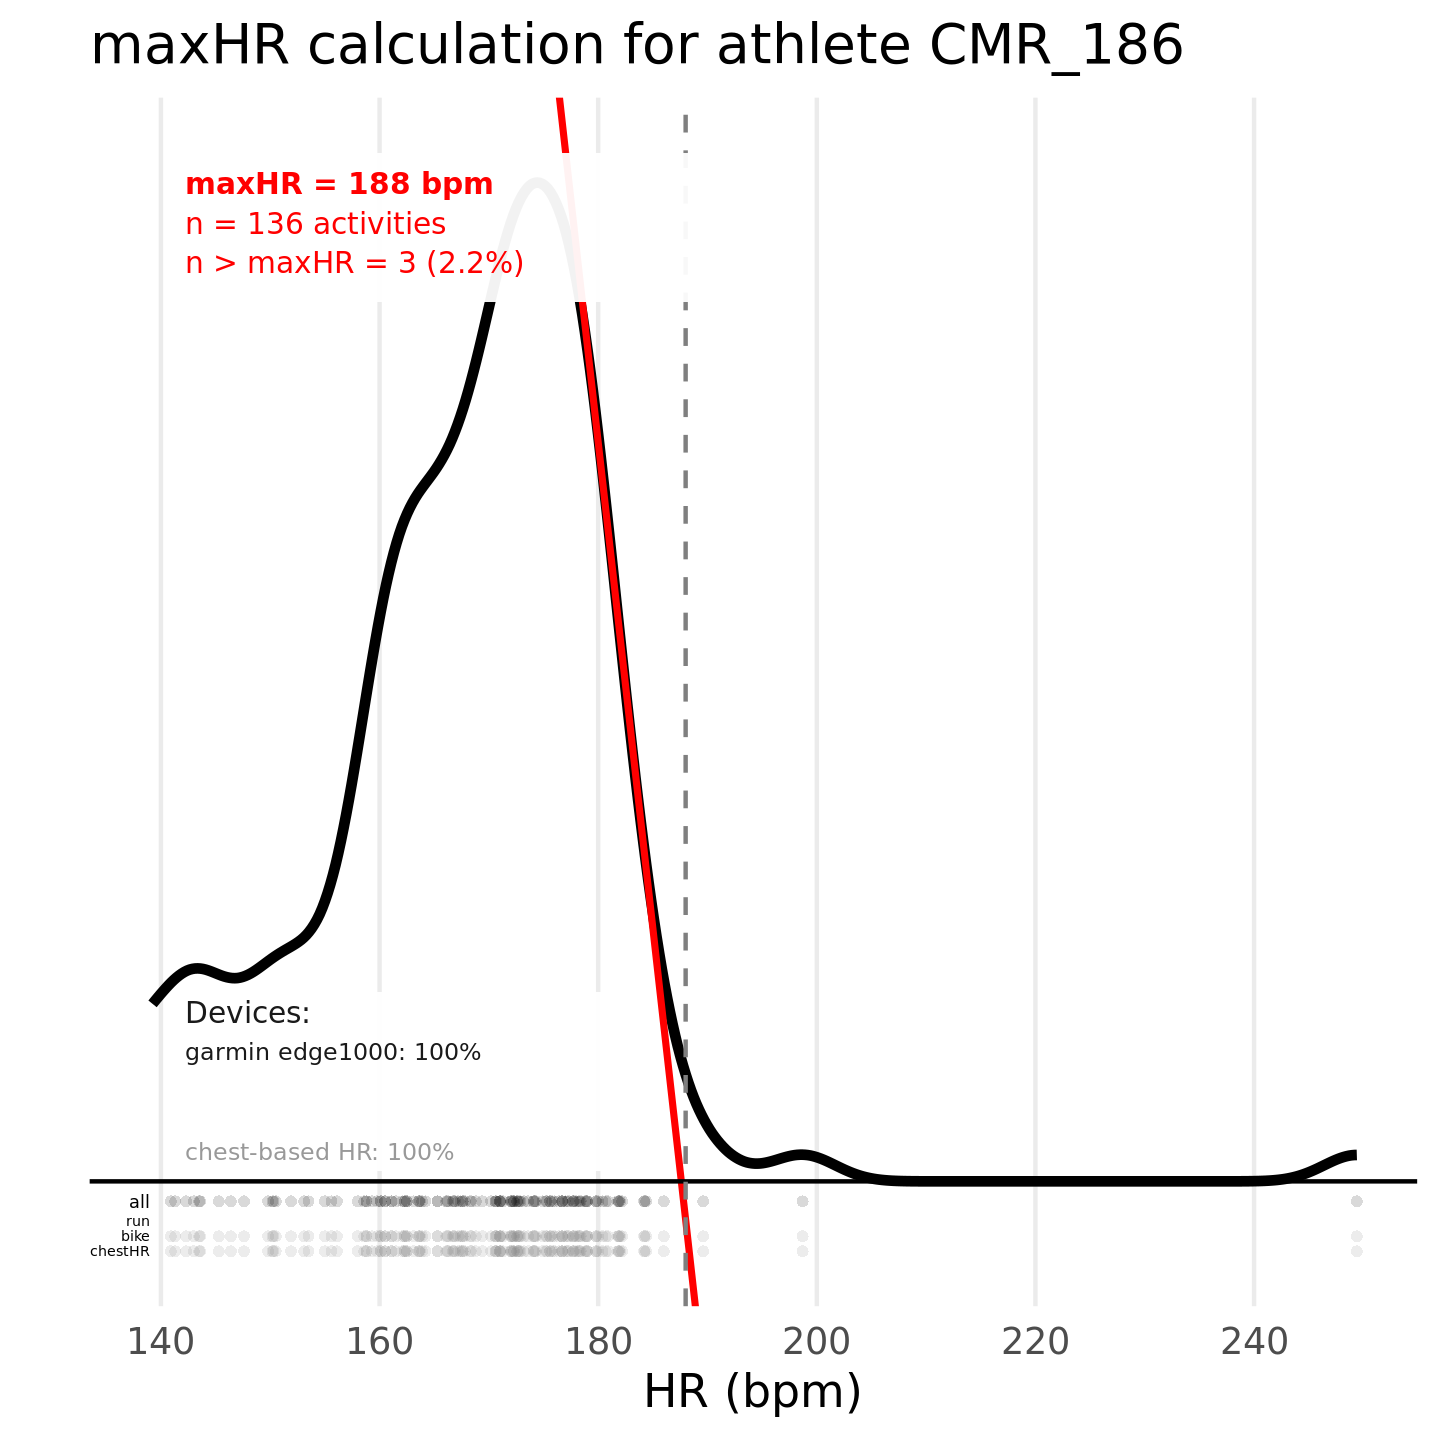 maxHR calculation for athlete CMR_186
maxHR = 188 bpm
n = 136 activities
n > maxHR = 3 (2.2%)
Devices:
garmin edge1000: 100%
chest-based HR: 100%
all
run
bike
chestHR
140 160 180 200 220 240
HR (bpm)